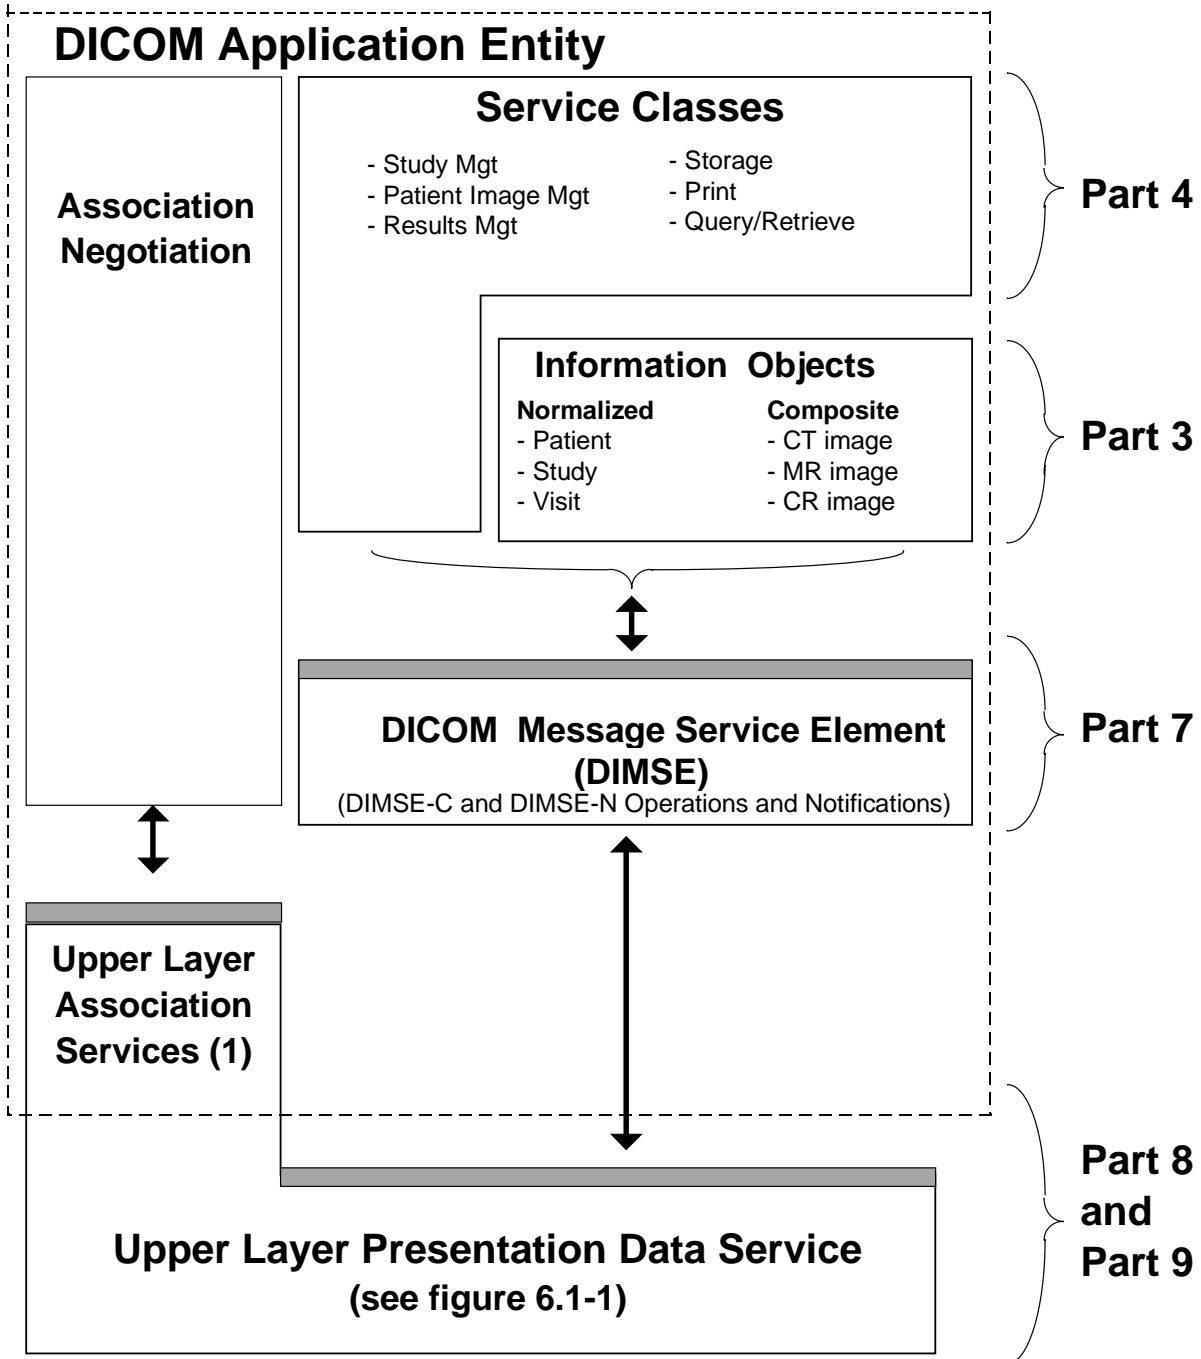 DICOM Application Entity
Association
Negotiation
Service Classes
- Study Mgt
- Patient Image Mgt
- Results Mgt
- Storage
- Print
- Query/Retrieve
Part 4
Information Objects
Normalized
- Patient
- Study
- Visit
Composite
- CT image
- MR image
- CR image
Part 3
DICOM Message Service Element
(DIMSE)
(DIMSE-C and DIMSE-N Operations and Notifications)
Part 7
Upper Layer
Association
Services (1)
Upper Layer Presentation Data Service
(see figure 6.1-1)
Part 8
and
Part 9